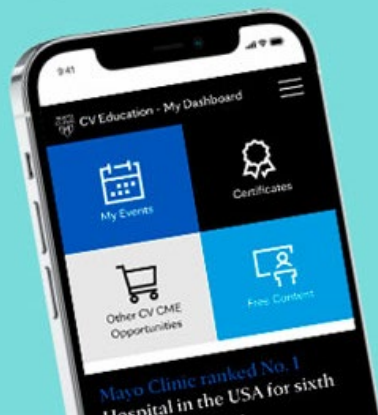 9:41
CV Education - My Dashboard
My Events
Certificates
Other CV CME
Opportunities
Free Content
Mayo Clinic ranked No. 1
Hospital in the USA for sixth